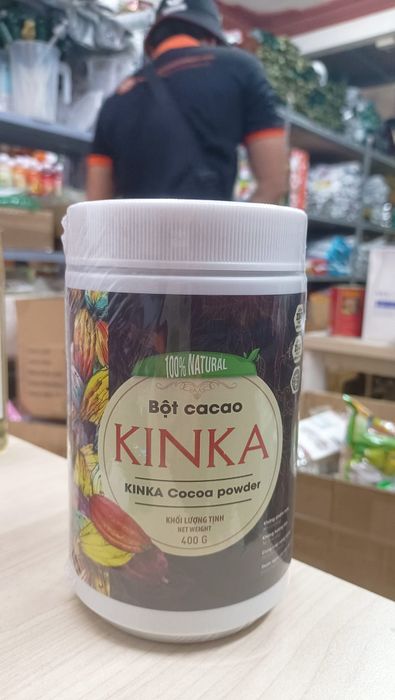 100% NATURAL
Bột cacao
KINKA
KINKA Cocoa powder
KHỐI LƯỢNG TỊNH
NET WEIGHT
400 G